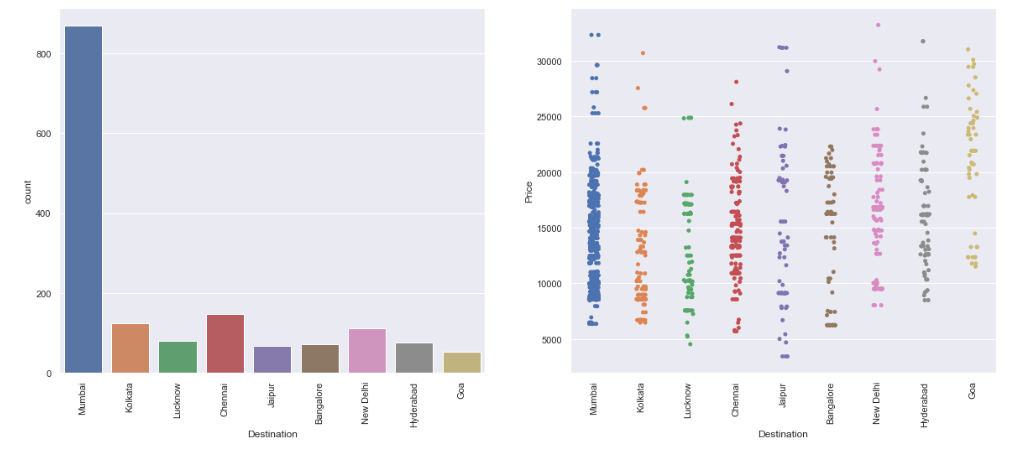 count
800
600
400
200
0
Mumbai
Kolkata
Lucknow
Chennai
Jaipur
Bangalore
New Delhi
Hyderabad
Goa
Destination
Price
30000
25000
20000
15000
10000
5000
Mumbai
Kolkata
Lucknow
Chennai
Jaipur
Bangalore
New Delhi
Hyderabad
Goa
Destination